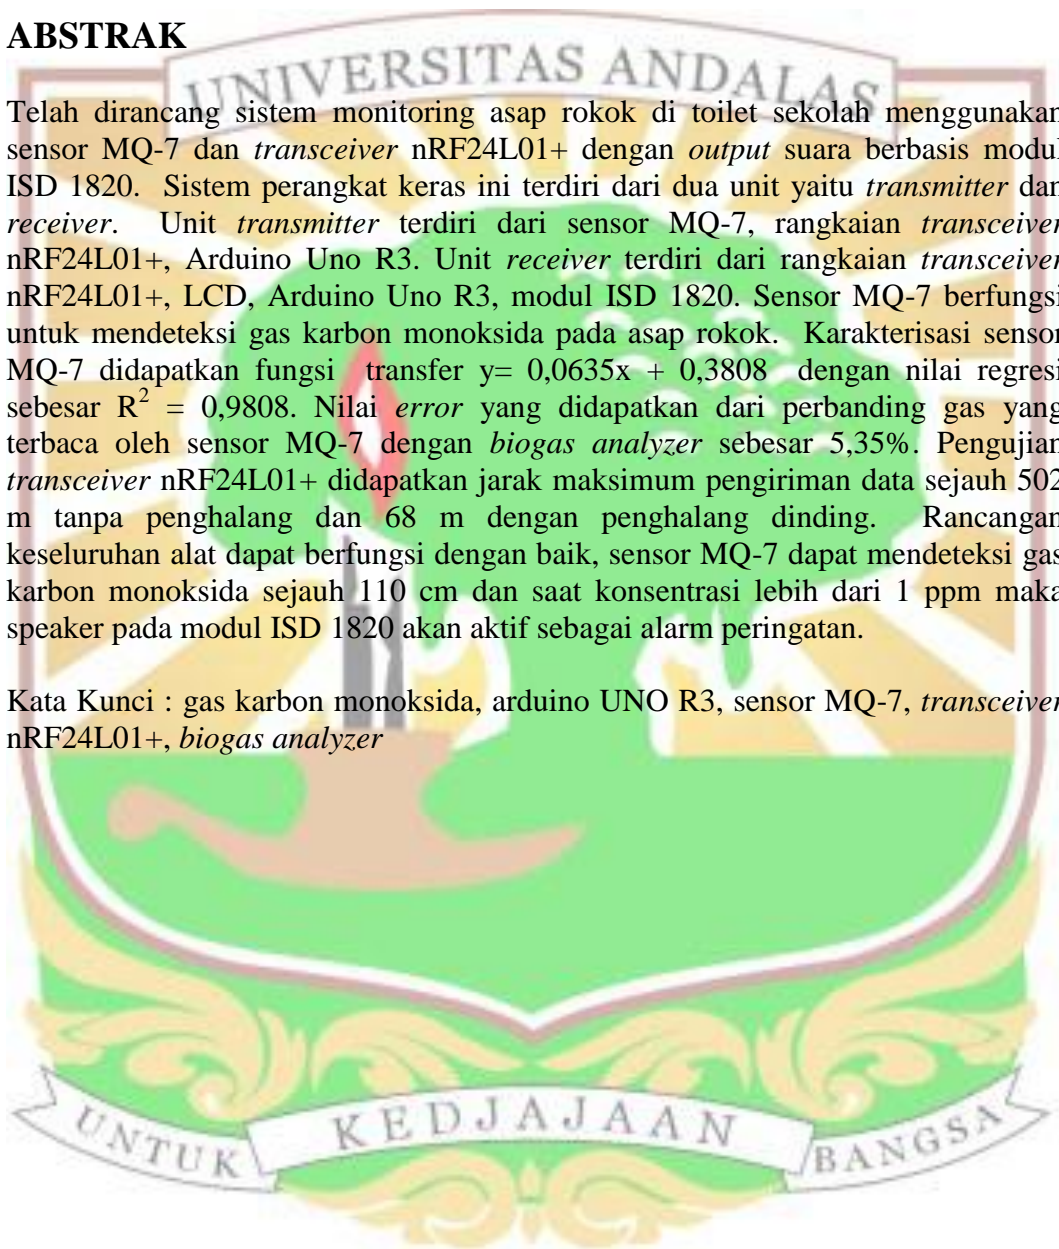 ABSTRAK
UNIVERSITAS ANDALAS
Telah dirancang sistem monitoring asap rokok di toilet sekolah menggunakan
sensor MQ-7 dan transceiver nRF24L01+ dengan output suara berbasis modul
ISD 1820. Sistem perangkat keras ini terdiri dari dua unit yaitu transmitter dan
receiver. Unit transmitter terdiri dari sensor MQ-7, rangkaian transceiver
nRF24L01+, Arduino Uno R3. Unit receiver terdiri dari rangkaian transceiver
nRF24L01+, LCD, Arduino Uno R3, modul ISD 1820. Sensor MQ-7 berfungsi
untuk mendeteksi gas karbon monoksida pada asap rokok. Karakterisasi sensor
MQ-7 didapatkan fungsi transfer y= 0,0635x + 0,3808 dengan nilai regresi
sebesar R² = 0,9808. Nilai error yang didapatkan dari perbanding gas yang
terbaca oleh sensor MQ-7 dengan biogas analyzer sebesar 5,35%. Pengujian
transceiver nRF24L01+ didapatkan jarak maksimum pengiriman data sejauh 502
m tanpa penghalang dan 68 m dengan penghalang dinding. Rancangan
keseluruhan alat dapat berfungsi dengan baik, sensor MQ-7 dapat mendeteksi gas
karbon monoksida sejauh 110 cm dan saat konsentrasi lebih dari 1 ppm maka
speaker pada modul ISD 1820 akan aktif sebagai alarm peringatan.
Kata Kunci : gas karbon monoksida, arduino UNO R3, sensor MQ-7, transceiver
nRF24L01+, biogas analyzer
UNTUK KEDJAJAAN BANGSA